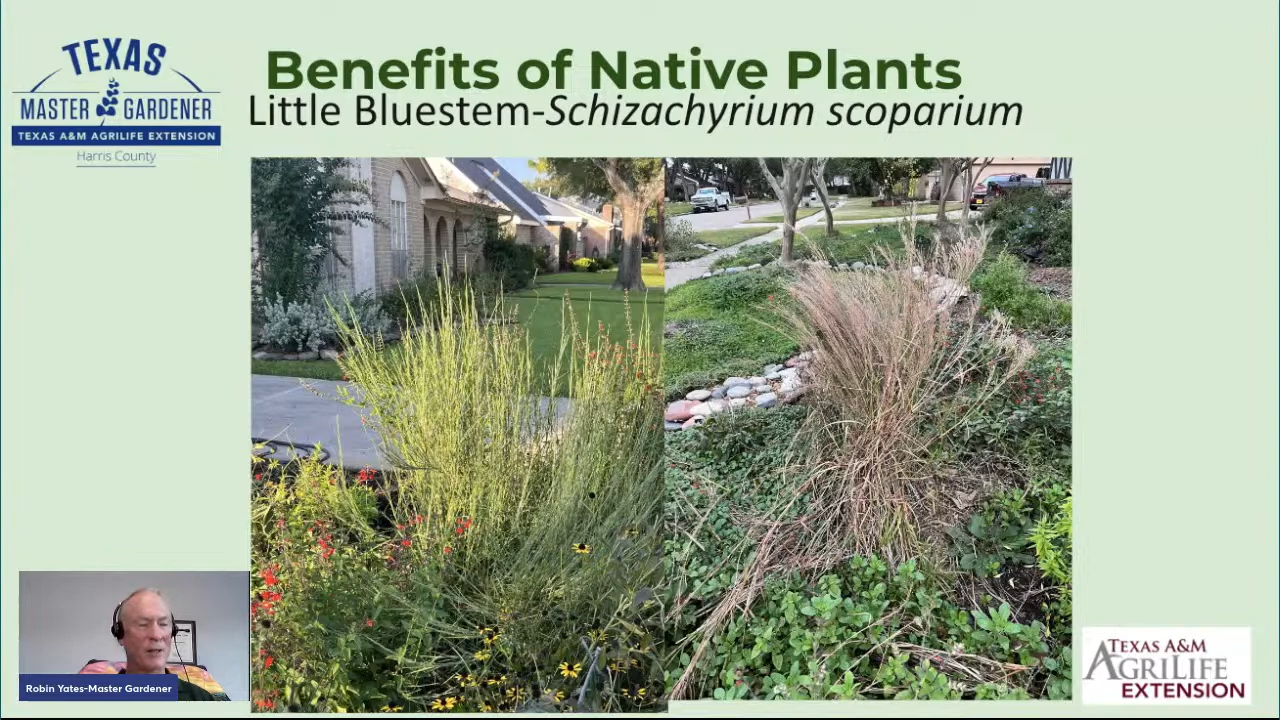 TEXAS
MASTER GARDENER
TEXAS A&M AGRILIFE EXTENSION
Harris County
Benefits of Native Plants
Little Bluestem-Schizachyrium scoparium
Robin Yates-Master Gardener
TEXAS A&M
AGRILIFE
EXTENSION